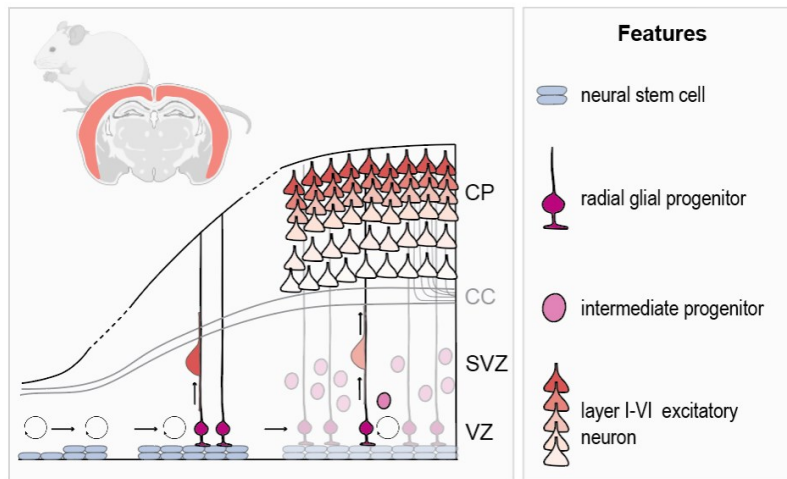 CP
CC
SVZ
VZ
Features
neural stem cell
radial glial progenitor
intermediate progenitor
layer I-VI excitatory
neuron